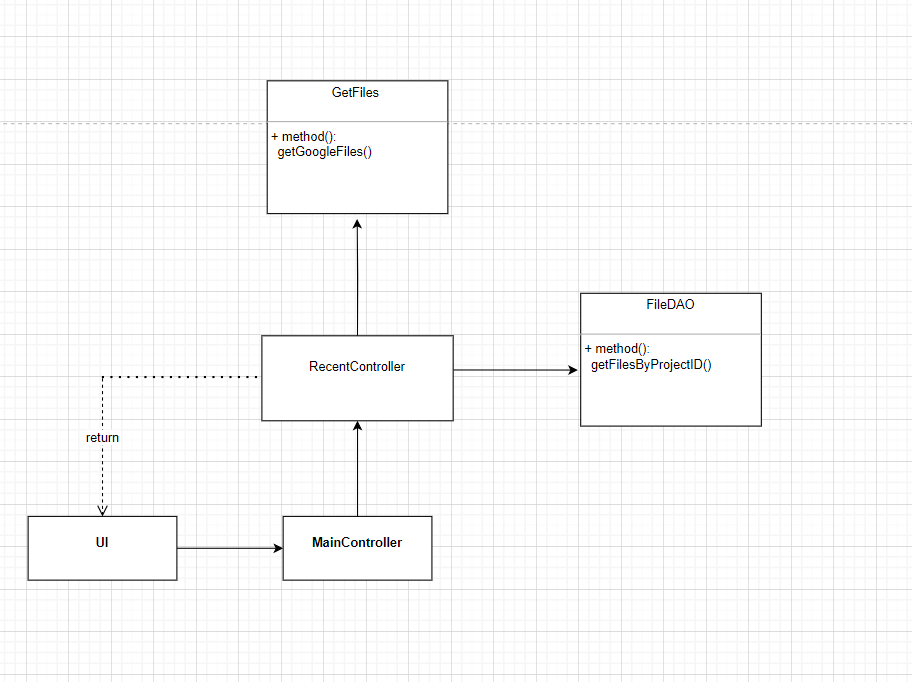 GetFiles
+ method():
getGoogleFiles()
FileDAO
+ method():
getFilesByProjectID()
RecentController
return
UI
MainController